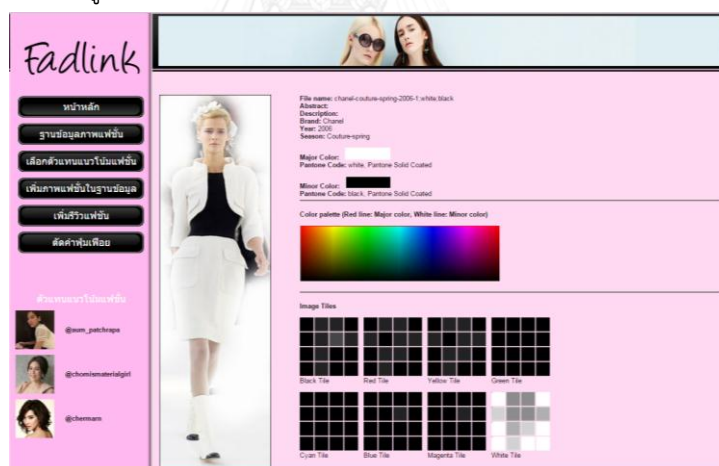 Fadlink
หน้าหลัก
ฐานข้อมูลภาพแฟชั่น
เลือกตัวแทนแนวโน้มแฟชั่น
เพิ่มภาพแฟชั่นในฐานข้อมูล
เพิ่มรีวิวแฟชั่น
ตัดคำฟุ่มเฟือย
ตัวแทนแนวโน้มแฟชั่น
@aum_patchrapa
@chomismaterialgirl
@chermarn
File name: chanel-couture-spring-2006-1:white:black
Abstract:
Description:
Brand: Chanel
Year: 2006
Season: Couture-spring
Major Color:
Pantone Code: white, Pantone Solid Coated
Minor Color:
Pantone Code: black, Pantone Solid Coated
Color palette (Red line: Major color, White line: Minor color)
Image Tiles
Black Tile Red Tile Yellow Tile Green Tile
Cyan Tile Blue Tile Magenta Tile White Tile